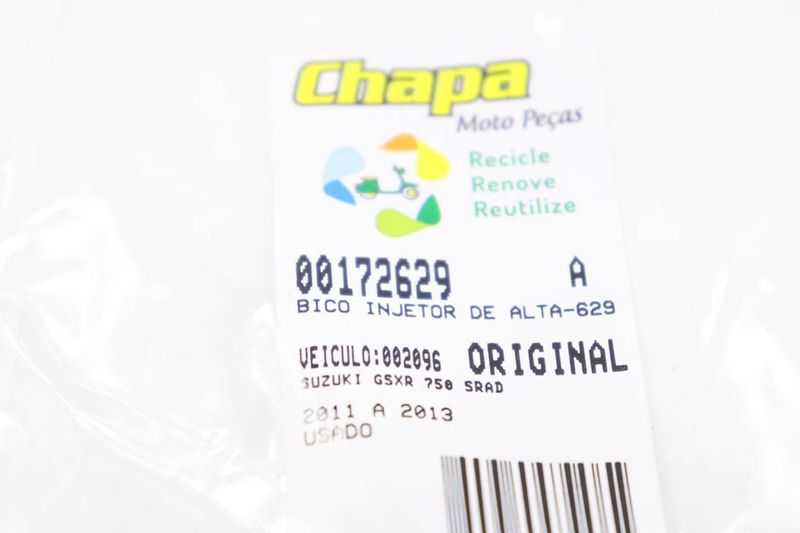 Chapa
Moto Peças
Recicle
Renove
Reutilize
00172629 A
BICO INJETOR DE ALTA-629
VEICULO:002096 ORIGINAL
SUZUKI GSXR 750 SRAD
2011 A 2013
USADO